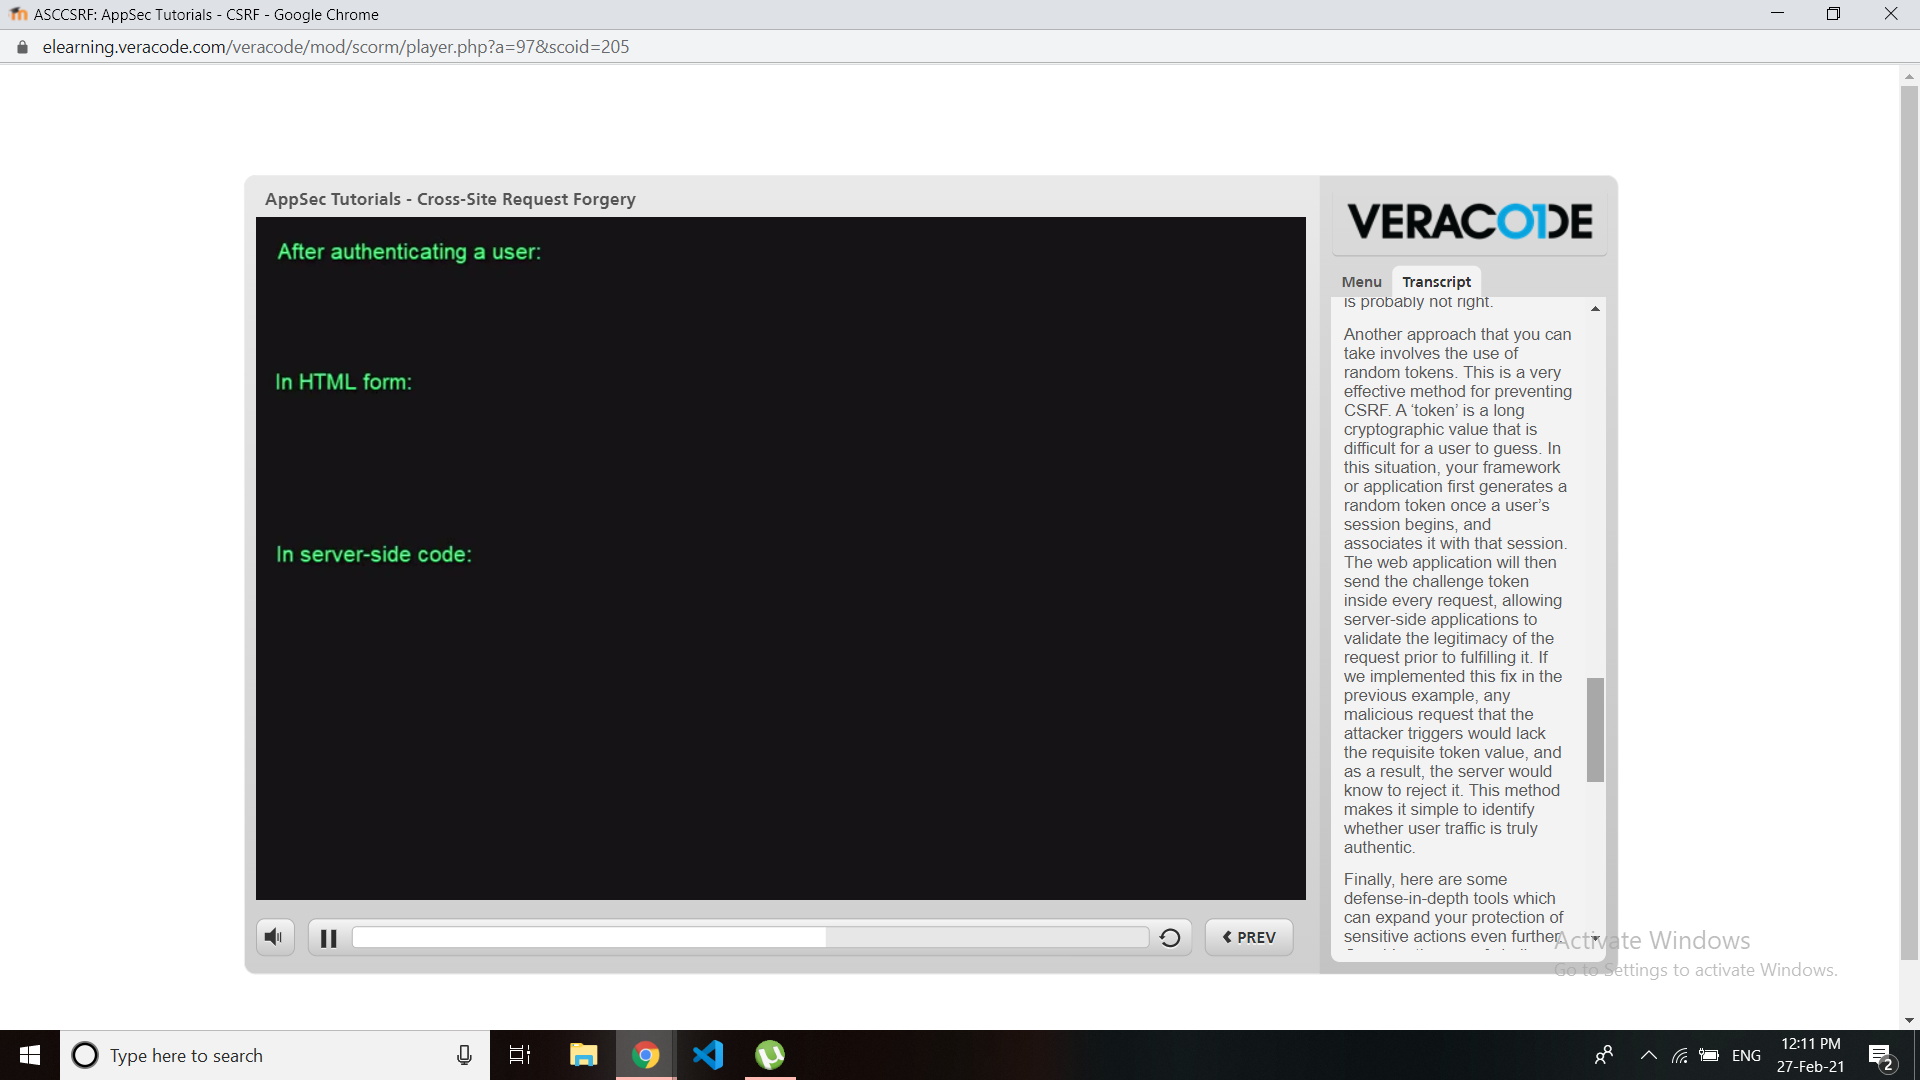 ASCCSRF: AppSec Tutorials - CSRF - Google Chrome
elearning.veracode.com/veracode/mod/scorm/player.php?a=97&scoid=205
AppSec Tutorials - Cross-Site Request Forgery
After authenticating a user:
In HTML form:
In server-side code:
PREV
VERACODE
Menu
Transcript
is probably not right.
Another approach that you can
take involves the use of
random tokens. This is a very
effective method for preventing
CSRF. A ‘token’ is a long
cryptographic value that is
difficult for a user to guess. In
this situation, your framework
or application first generates a
random token once a user’s
session begins, and
associates it with that session.
The web application will then
send the challenge token
inside every request, allowing
server-side applications to
validate the legitimacy of the
request prior to fulfilling it. If
we implemented this fix in the
previous example, any
malicious request that the
attacker triggers would lack
the requisite token value, and
as a result, the server would
know to reject it. This method
makes it simple to identify
whether user traffic is truly
authentic.
Finally, here are some
defense-in-depth tools which
can expand your protection of
sensitive actions even further.
Activate Windows
Go to Settings to activate Windows.
Type here to search
ENG
12:11 PM
27-Feb-21
2